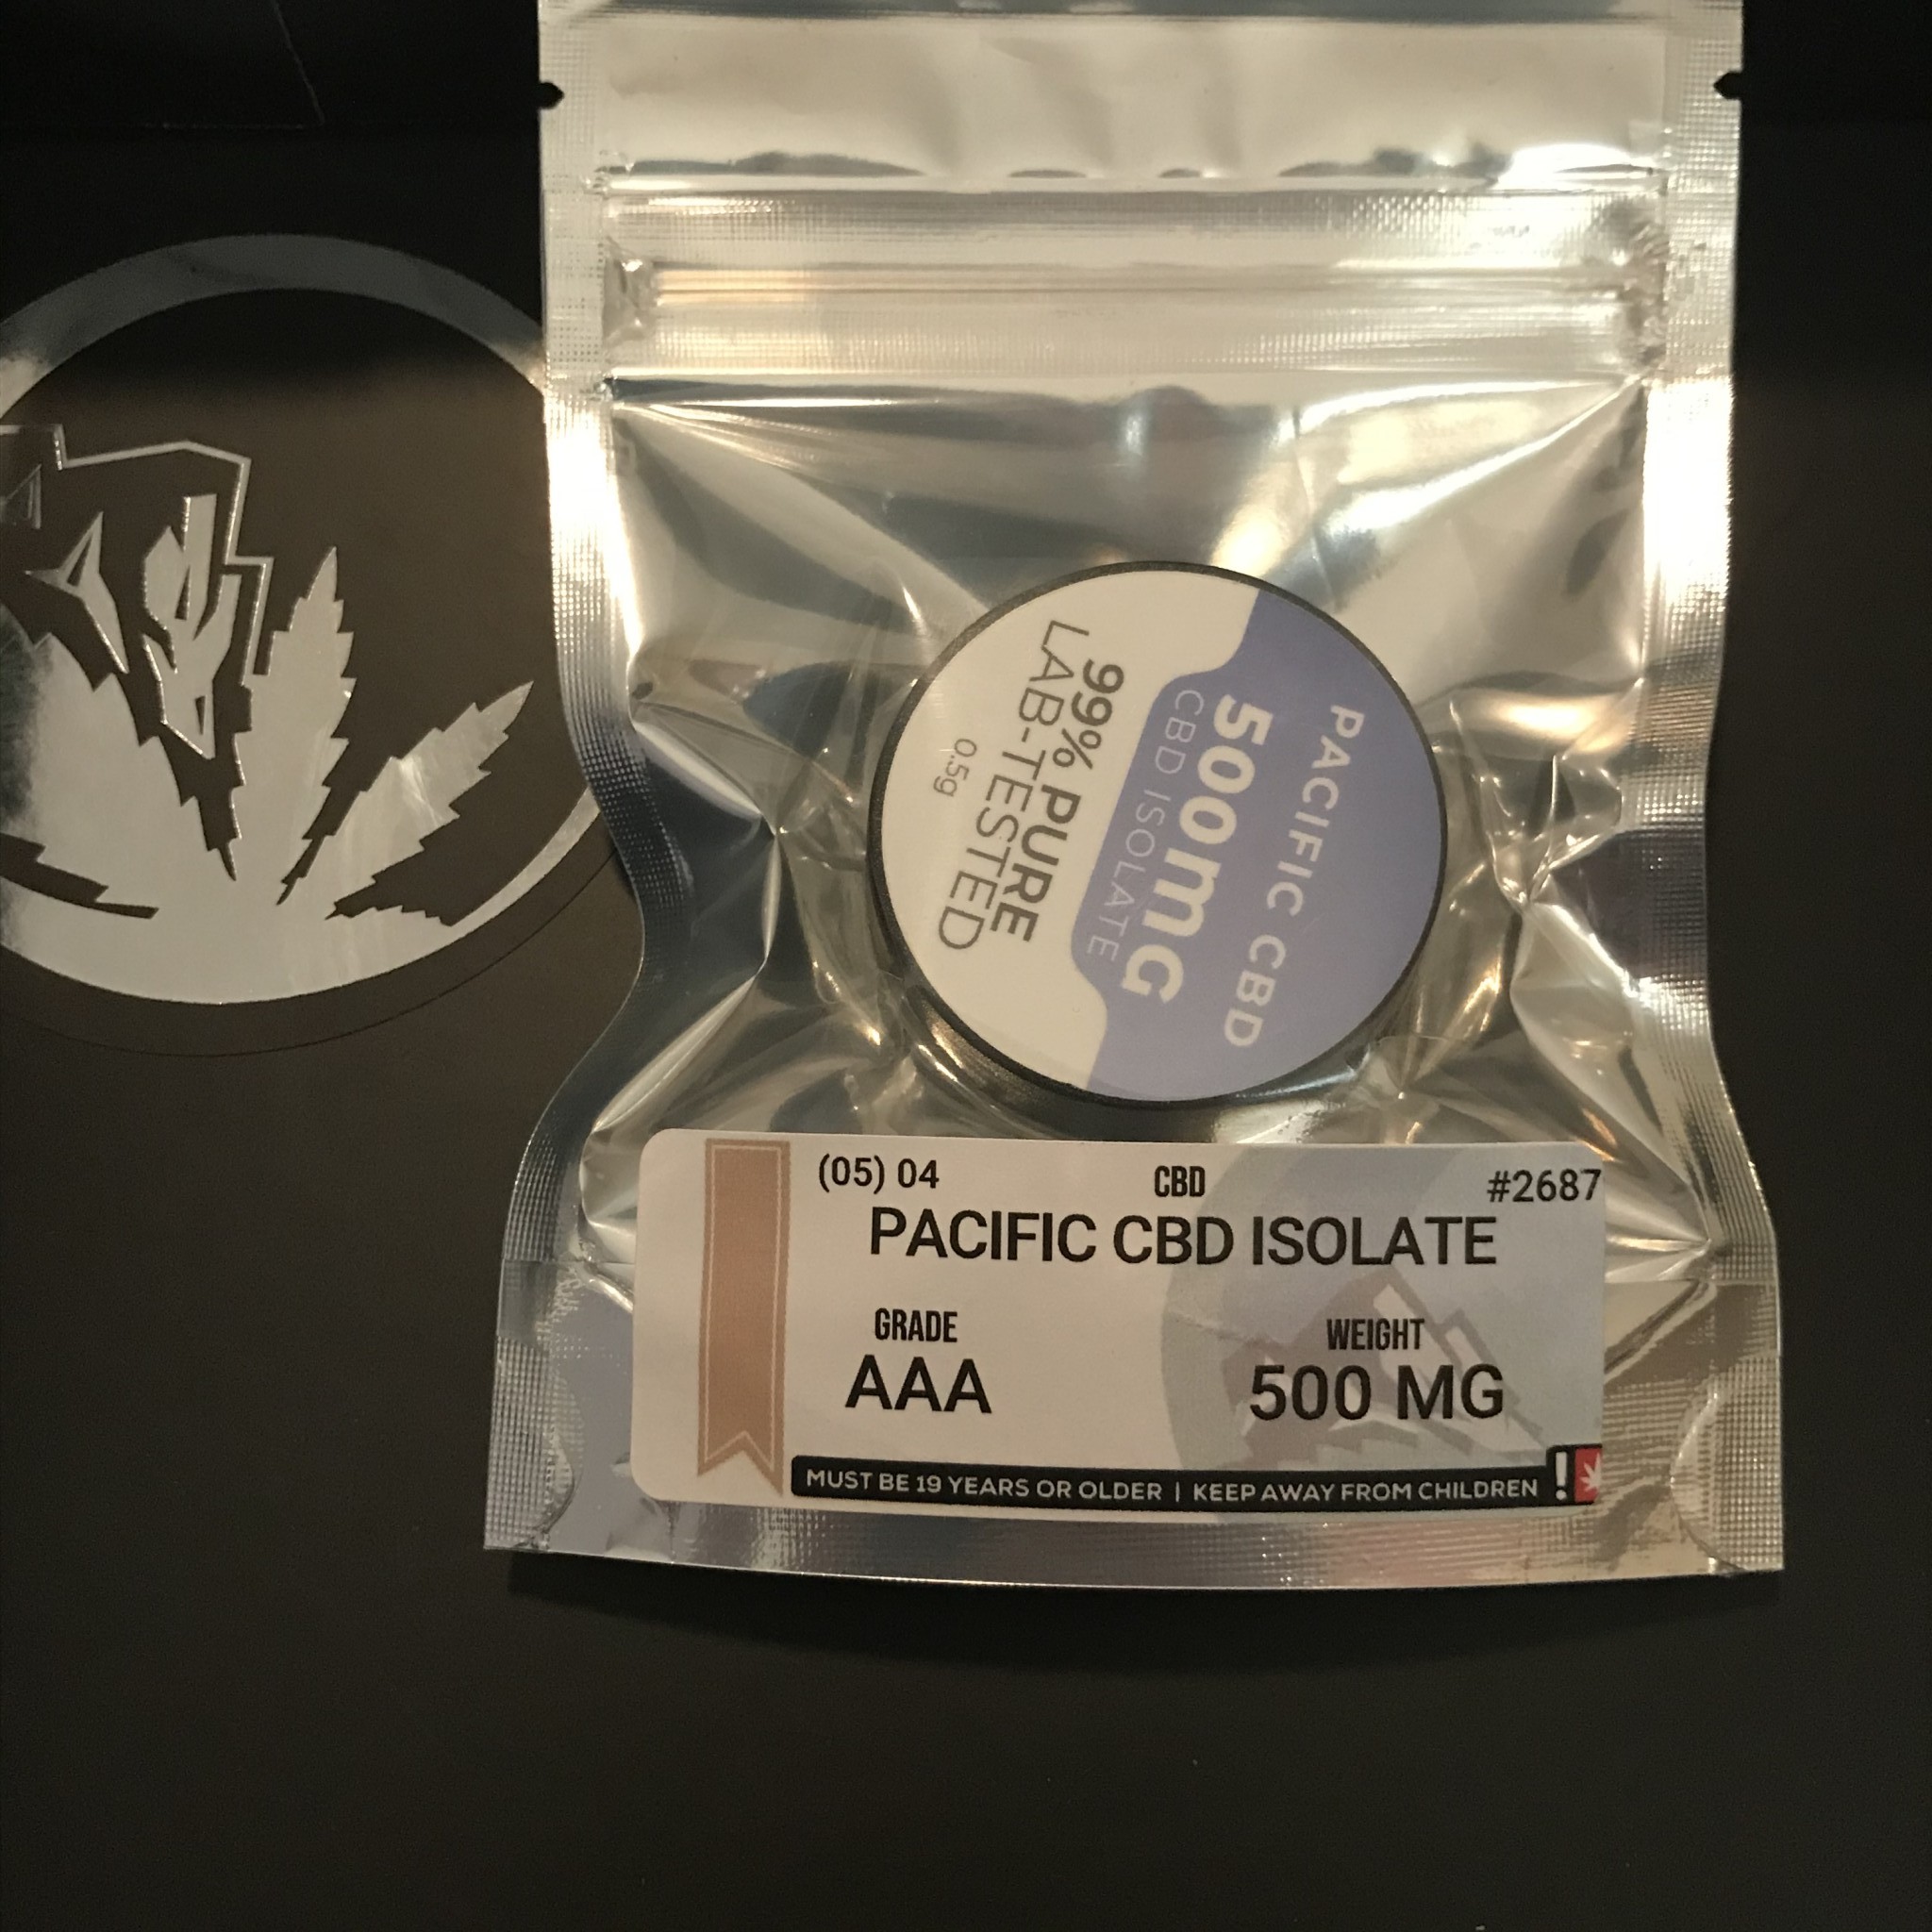 PACIFIC CBD
500mg
CBD ISOLATE
99% PURE
LAB-TESTED
0.5g
(05) 04 CBD #2687
PACIFIC CBD ISOLATE
GRADE WEIGHT
AAA 500 MG
MUST BE 19 YEARS OR OLDER | KEEP AWAY FROM CHILDREN !